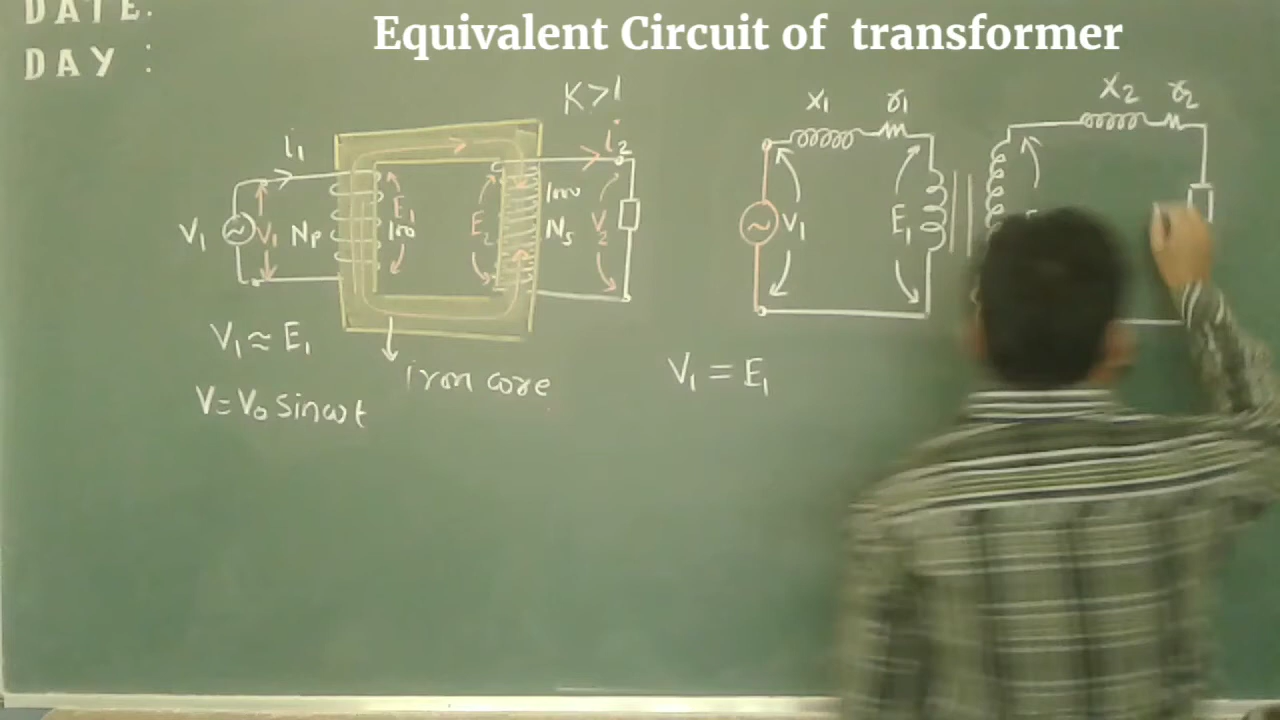 DATE:
DAY :
Equivalent Circuit of transformer
K>1
i₁
i₂
V₁
V₁
Nₚ
E₁
100
E₂
1000
Nₛ
V₂
V₁ ≈ E₁
V=V₀ Sinωt
iron core
X₁
r₁
V₁
E₁
X₂
r₂
V₁ = E₁